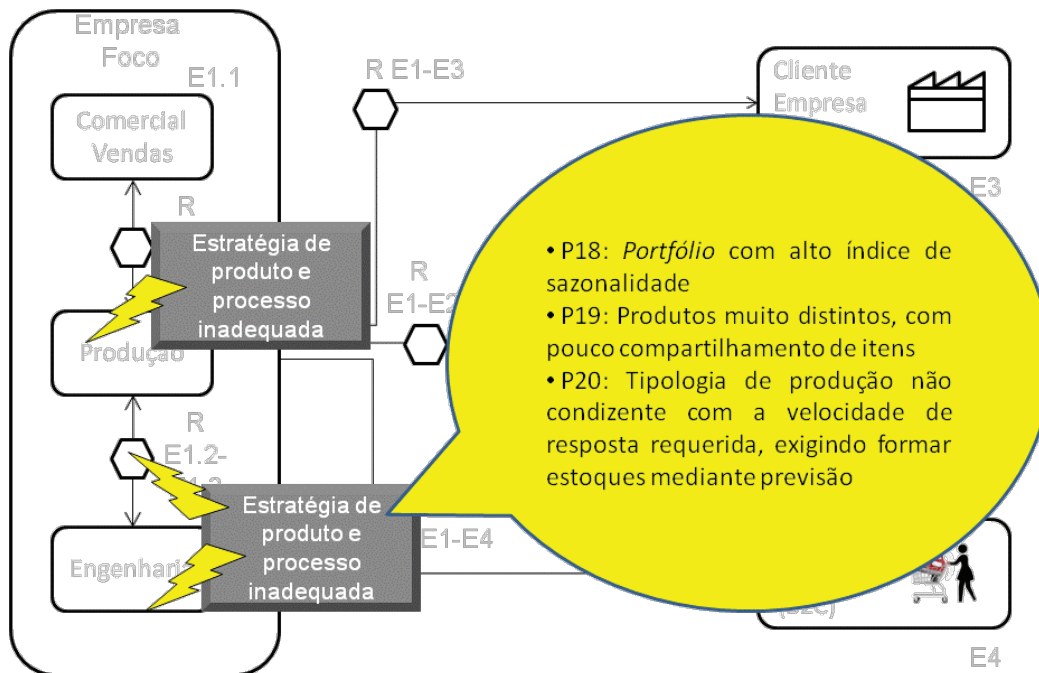 Empresa
Foco
E1.1
Comercial
Vendas
R
Estratégia de
produto e
processo
inadequada
Produção
R
E1.2-
Engenharia
Estratégia de
produto e
processo
inadequada
R E1-E3
R
E1-E2
E1-E4
Cliente
Empresa
E3
• P18: Portfólio com alto índice de
sazonalidade
• P19: Produtos muito distintos, com
pouco compartilhamento de itens
• P20: Tipologia de produção não
condizente com a velocidade de
resposta requerida, exigindo formar
estoques mediante previsão
(B2C)
E4